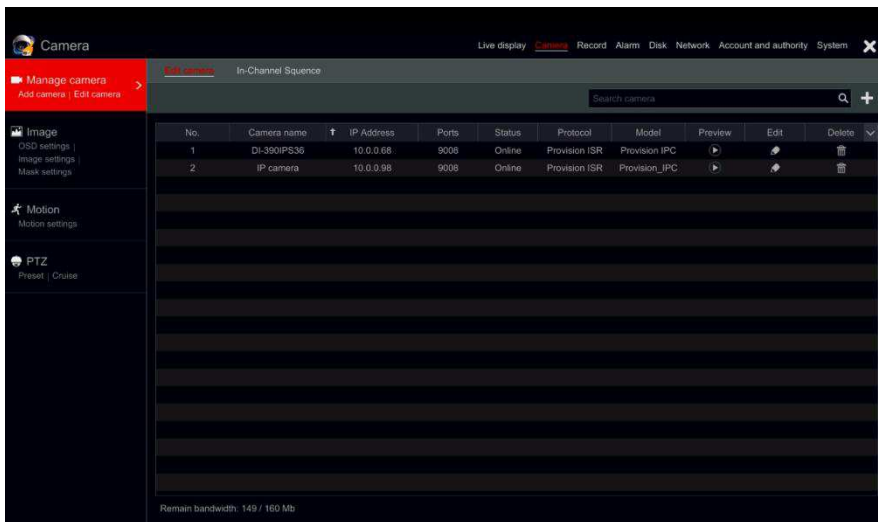 Camera
Live display Camera Record Alarm Disk Network Account and authority System
Manage camera
Add camera | Edit camera
Edit camera In-Channel Squence
Search camera
Image
OSD settings |
Image settings |
Mask settings
Motion
Motion settings
PTZ
Preset | Cruise
No. Camera name IP Address Ports Status Protocol Model Preview Edit Delete
1 DI-390IPS36 10.0.0.68 9008 Online Provision ISR Provision IPC
2 IP camera 10.0.0.98 9008 Online Provision ISR Provision_IPC
Remain bandwidth: 149 / 160 Mb